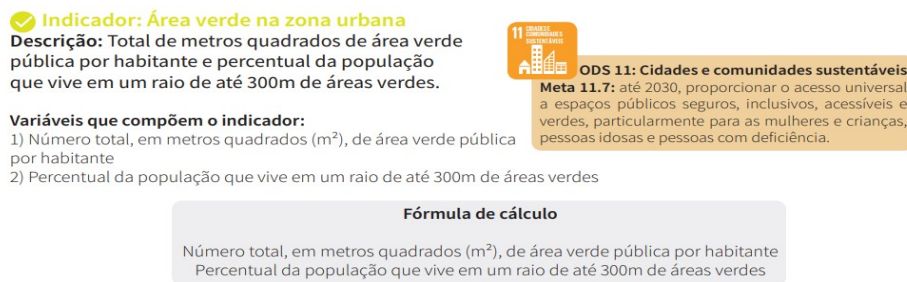 Indicador: Área verde na zona urbana
Descrição: Total de metros quadrados de área verde
pública por habitante e percentual da população
que vive em um raio de até 300m de áreas verdes.
Variáveis que compõem o indicador:
1) Número total, em metros quadrados (m²), de área verde pública
por habitante
2) Percentual da população que vive em um raio de até 300m de áreas verdes
11 CIDADES E
COMUNIDADES
SUSTENTÁVEIS
ODS 11: Cidades e comunidades sustentáveis
Meta 11.7: até 2030, proporcionar o acesso universal
a espaços públicos seguros, inclusivos, acessíveis e
verdes, particularmente para as mulheres e crianças,
pessoas idosas e pessoas com deficiência.
Fórmula de cálculo
Número total, em metros quadrados (m²), de área verde pública por habitante
Percentual da população que vive em um raio de até 300m de áreas verdes